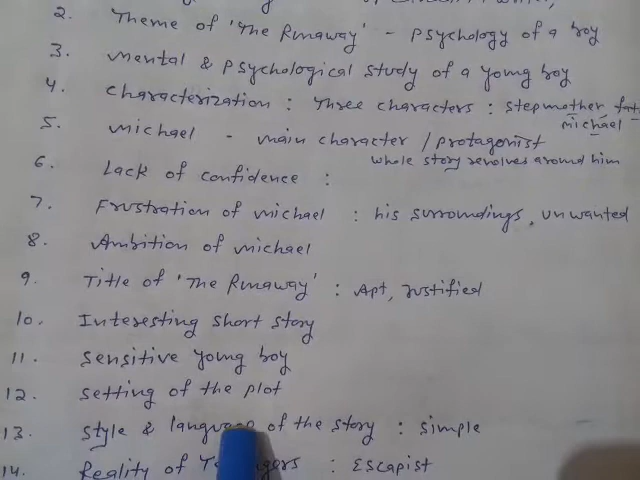 2. Theme of 'The Runaway' - psychology of a boy
3. Mental & psychological study of a young boy
4. Characterization : Three characters : stepmother fat
michael
5. Michael - main character / protagonist
whole story revolves around him
6. Lack of confidence :
7. Frustration of Michael : his surroundings, unwanted
8. Ambition of Michael
9. Title of 'The Runaway' : Apt, Justified
10. Interesting short story
11. Sensitive young boy
12. Setting of the plot
13. Style & language of the story : simple
14. Reality of : Escapist